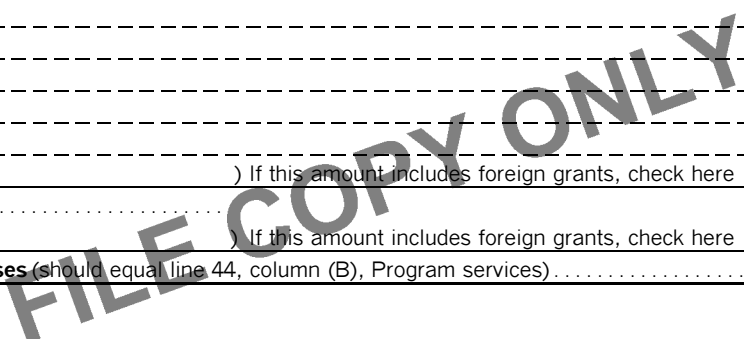 ) If this amount includes foreign grants, check here
) If this amount includes foreign grants, check here
ses (should equal line 44, column (B), Program services)
FILE COPY ONLY